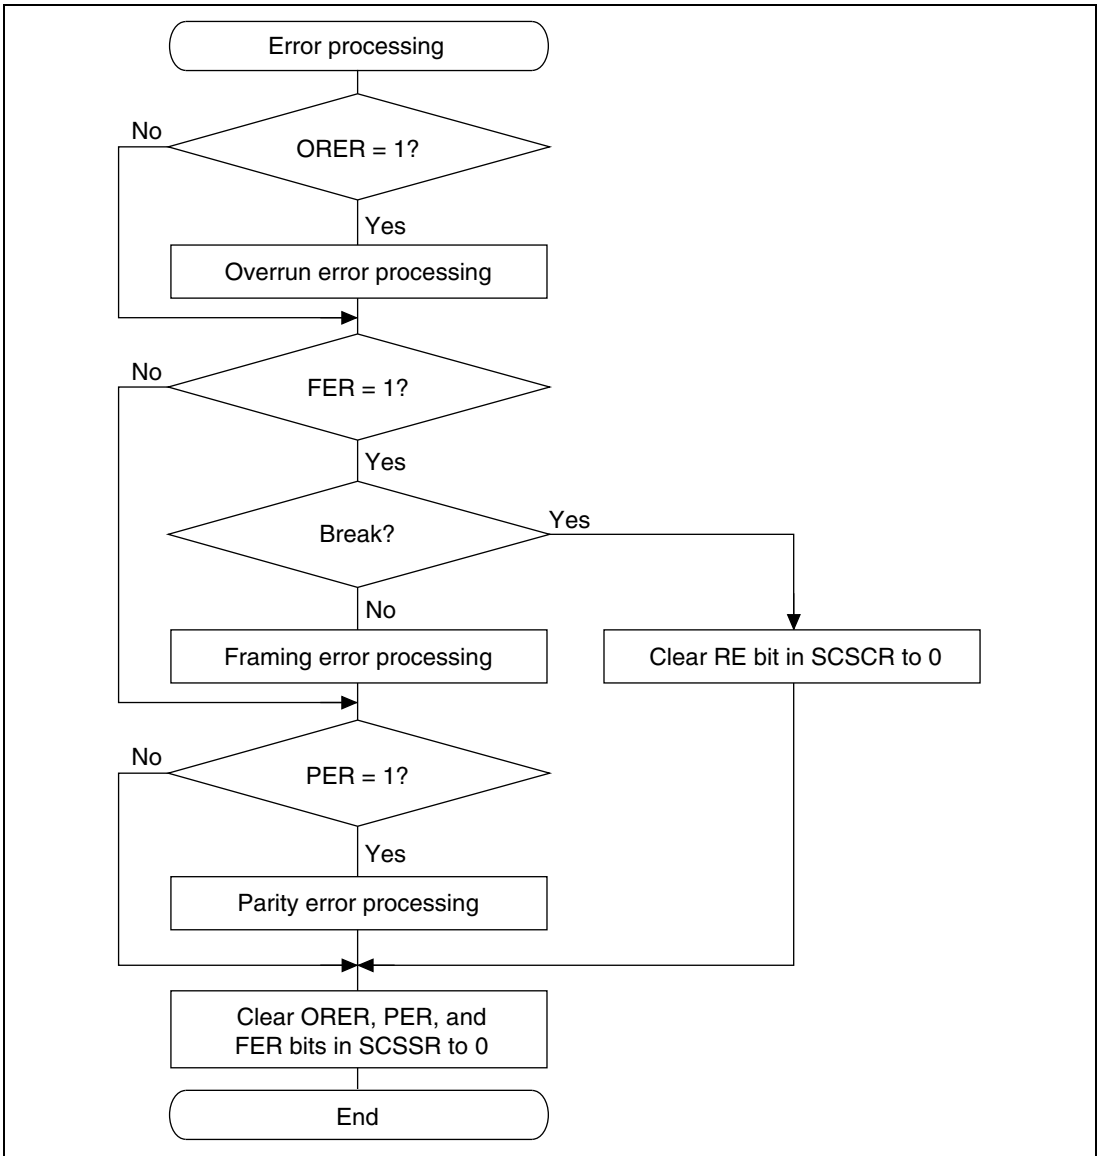 Error processing
No
ORER = 1?
Yes
Overrun error processing
No
FER = 1?
Yes
Break?
Yes
No
Framing error processing
Clear RE bit in SCSCR to 0
No
PER = 1?
Yes
Parity error processing
Clear ORER, PER, and
FER bits in SCSSR to 0
End